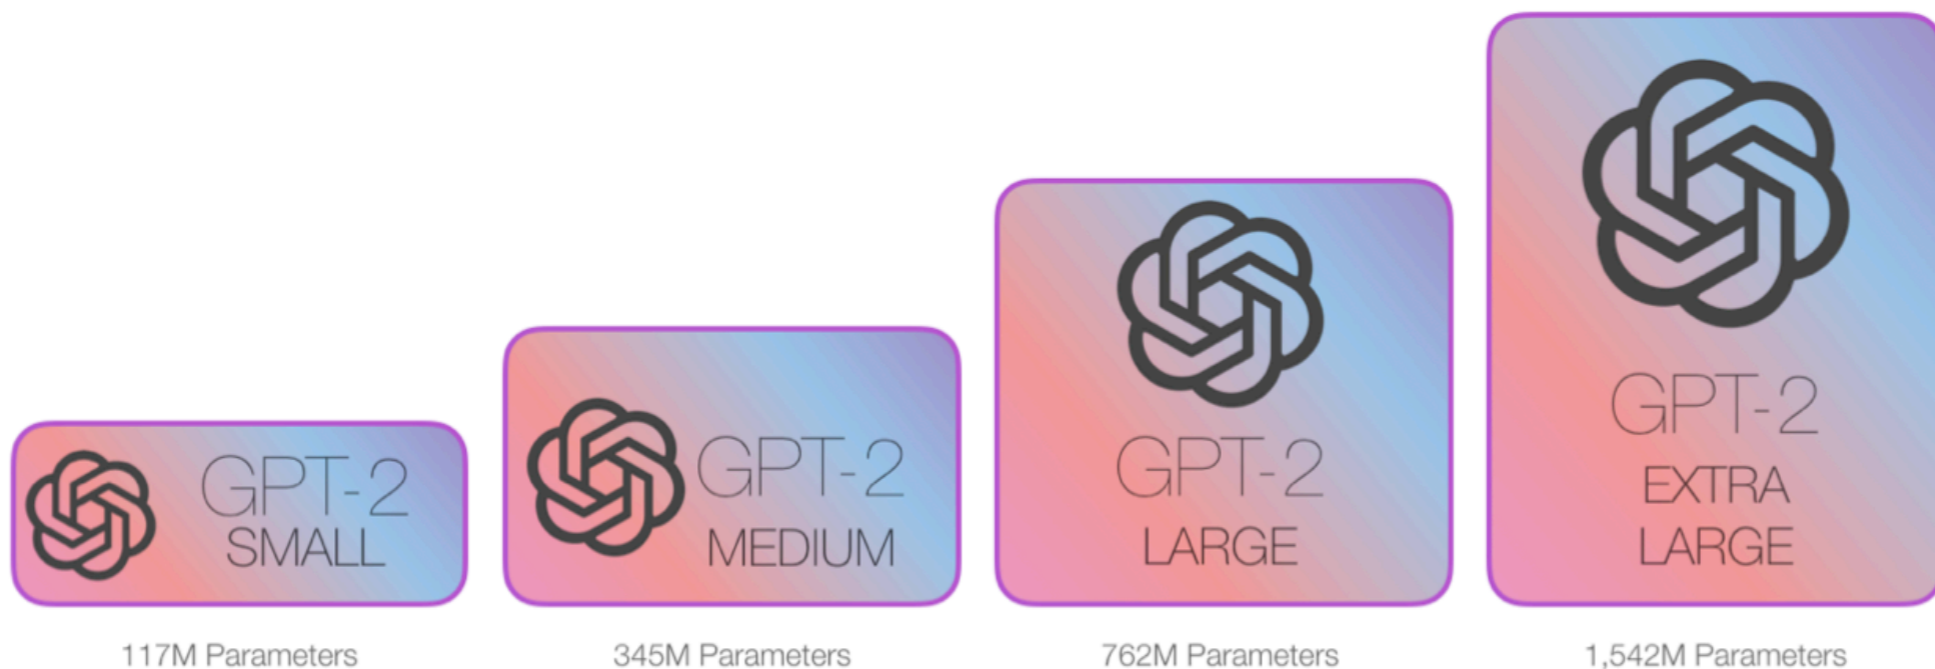 GPT-2
SMALL
117M Parameters
GPT-2
MEDIUM
345M Parameters
GPT-2
LARGE
762M Parameters
GPT-2
EXTRA
LARGE
1,542M Parameters